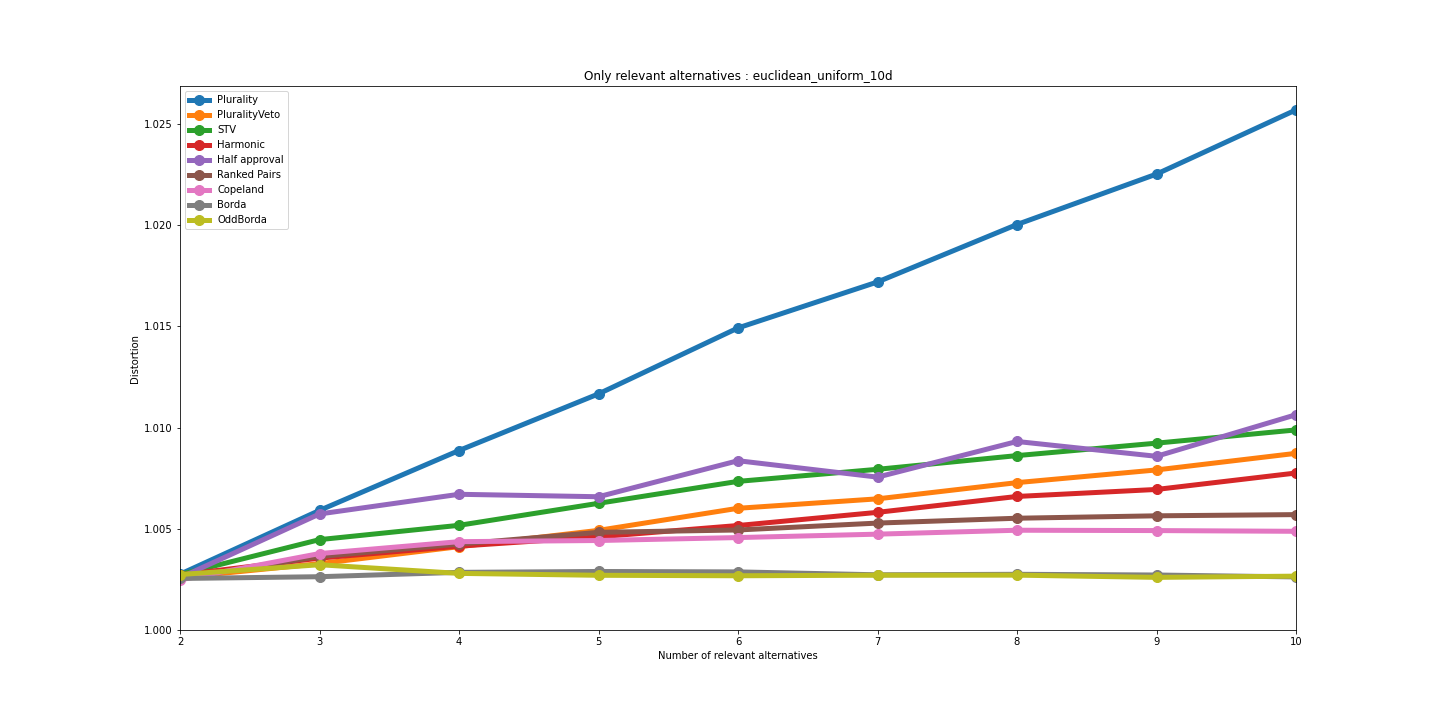 Only relevant alternatives : euclidean_uniform_10d
Plurality
PluralityVeto
STV
Harmonic
Half approval
Ranked Pairs
Copeland
Borda
OddBorda
Distortion
1.025
1.020
1.015
1.010
1.005
1.000
2 3 4 5 6 7 8 9 10
Number of relevant alternatives